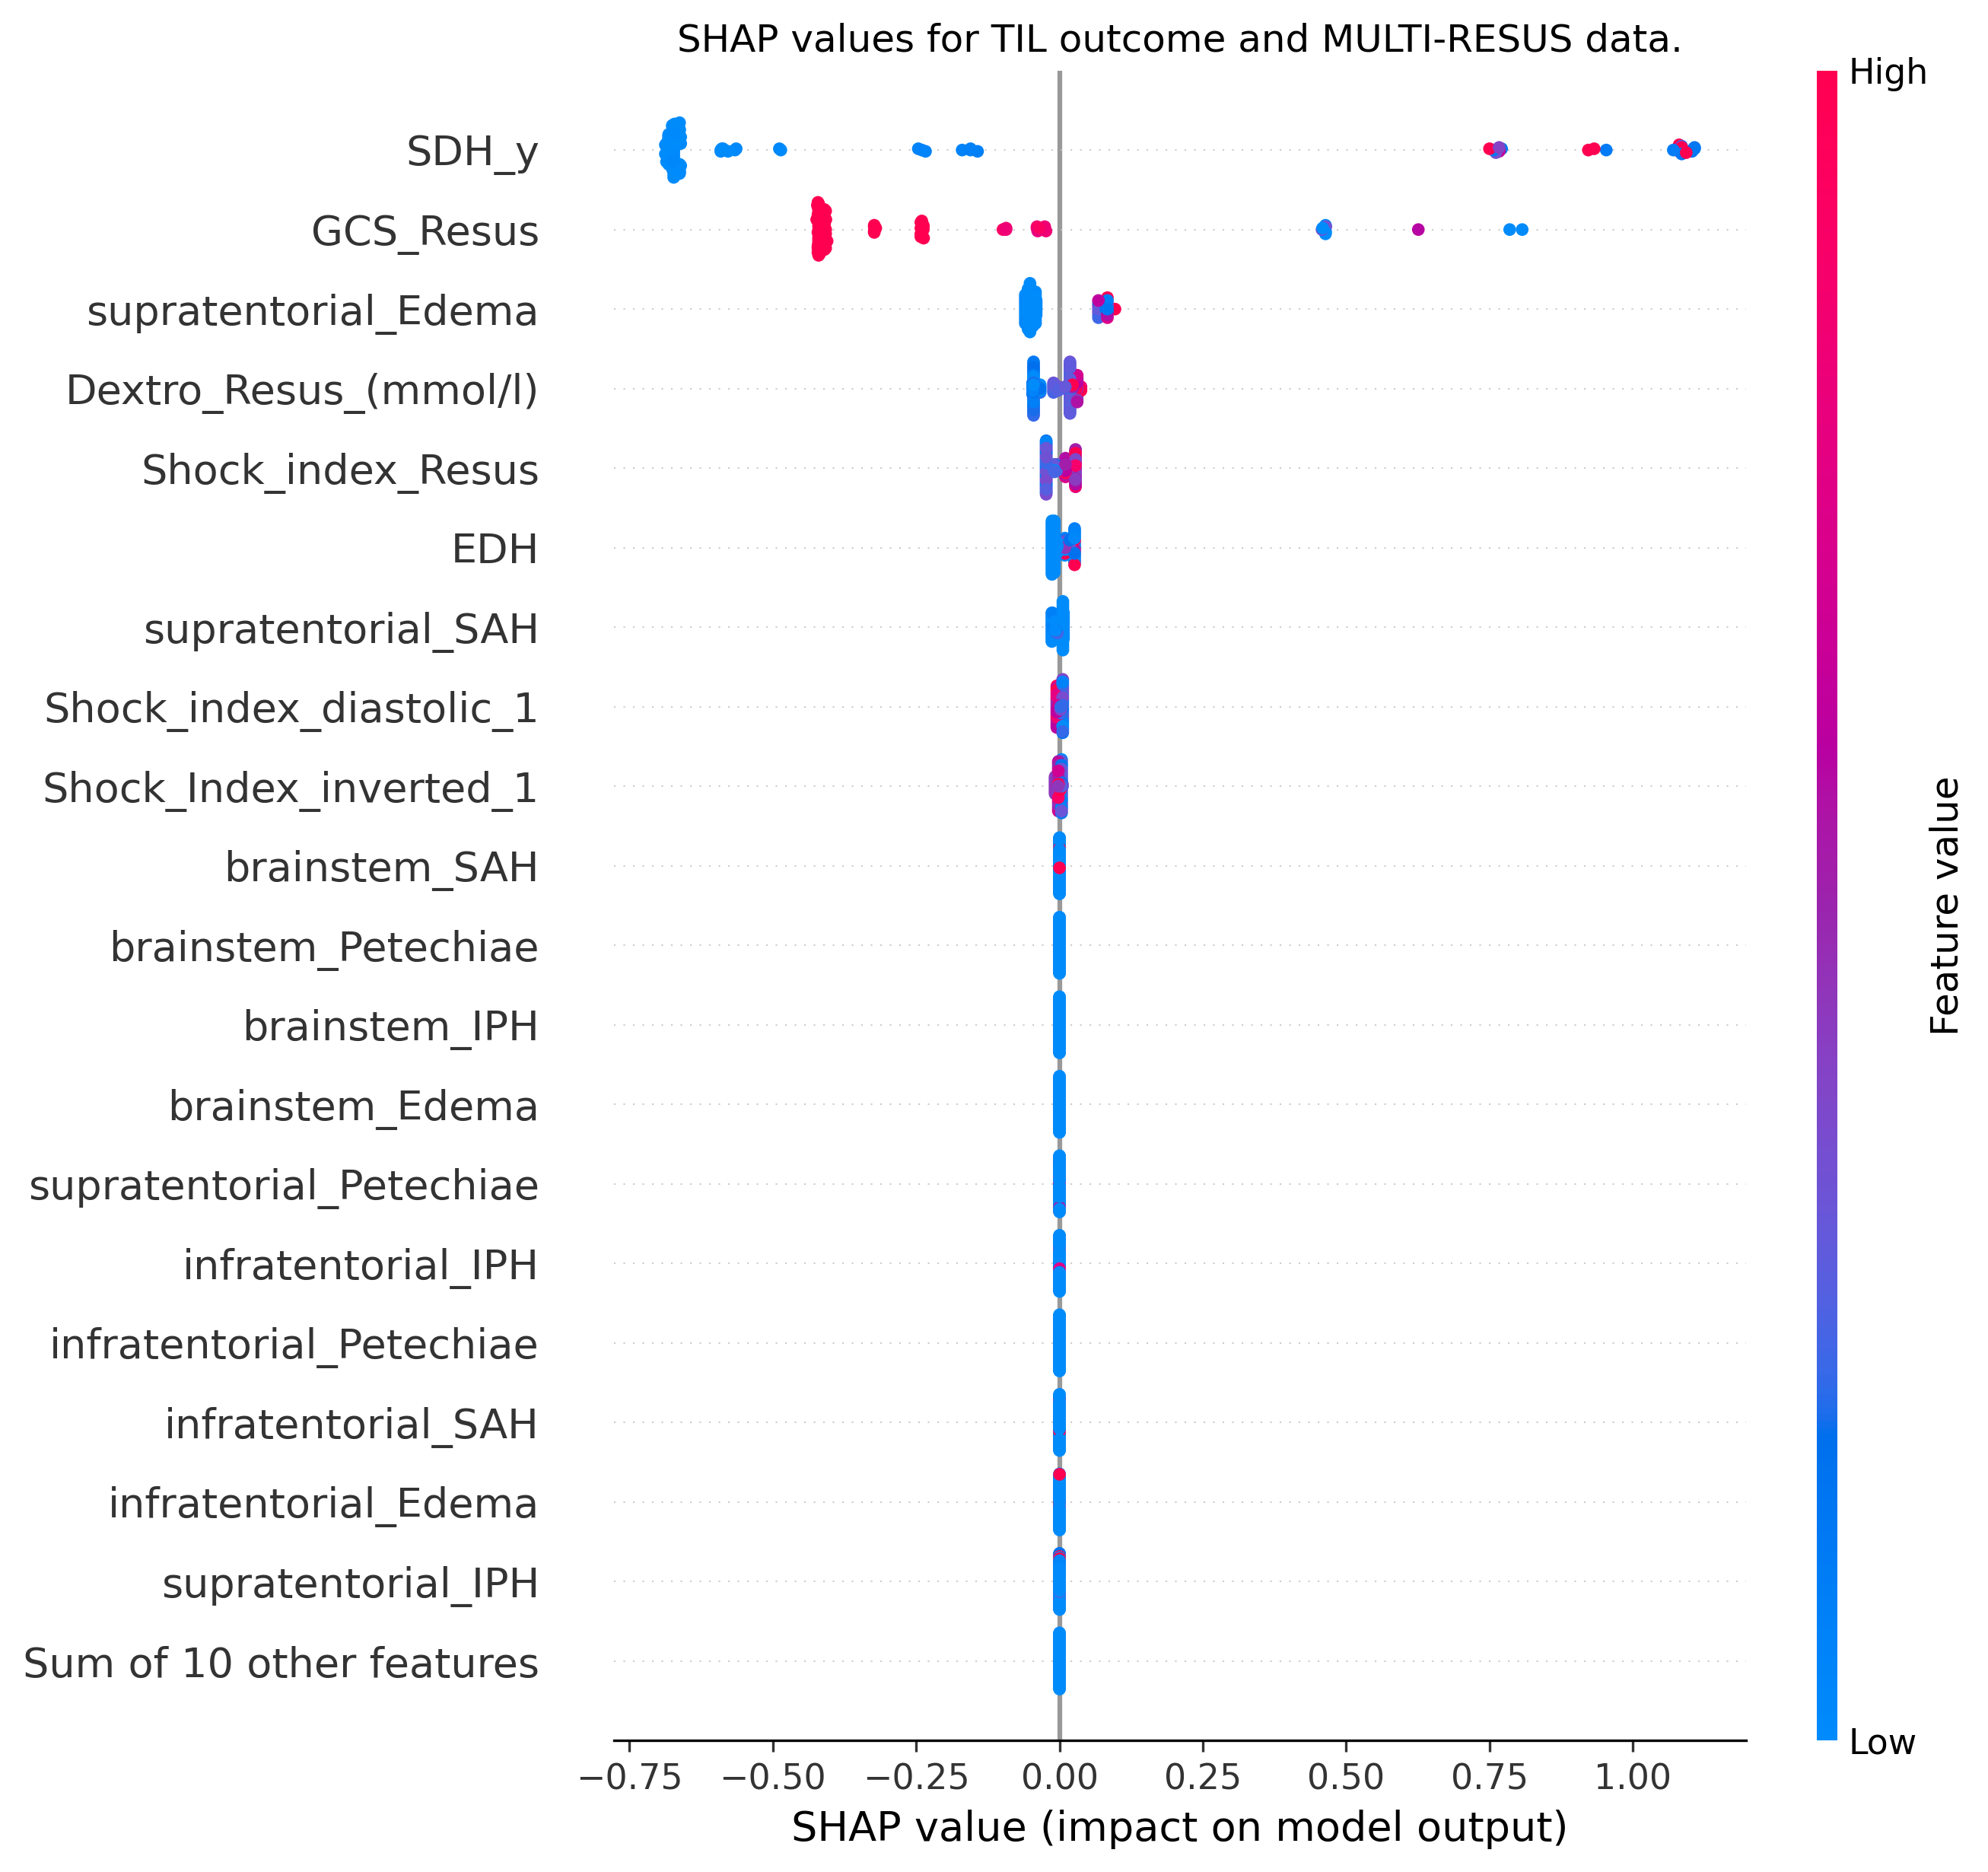 SHAP values for TIL outcome and MULTI-RESUS data.
High
SDH_y
GCS_Resus
supratentorial_Edema
Dextro_Resus_(mmol/l)
Shock_index_Resus
EDH
supratentorial_SAH
Shock_index_diastolic_1
Shock_Index_inverted_1
brainstem_SAH
brainstem_Petechiae
brainstem_IPH
brainstem_Edema
supratentorial_Petechiae
infratentorial_IPH
infratentorial_Petechiae
infratentorial_SAH
infratentorial_Edema
supratentorial_IPH
Sum of 10 other features
Feature value
Low
−0.75 −0.50 −0.25 0.00 0.25 0.50 0.75 1.00
SHAP value (impact on model output)